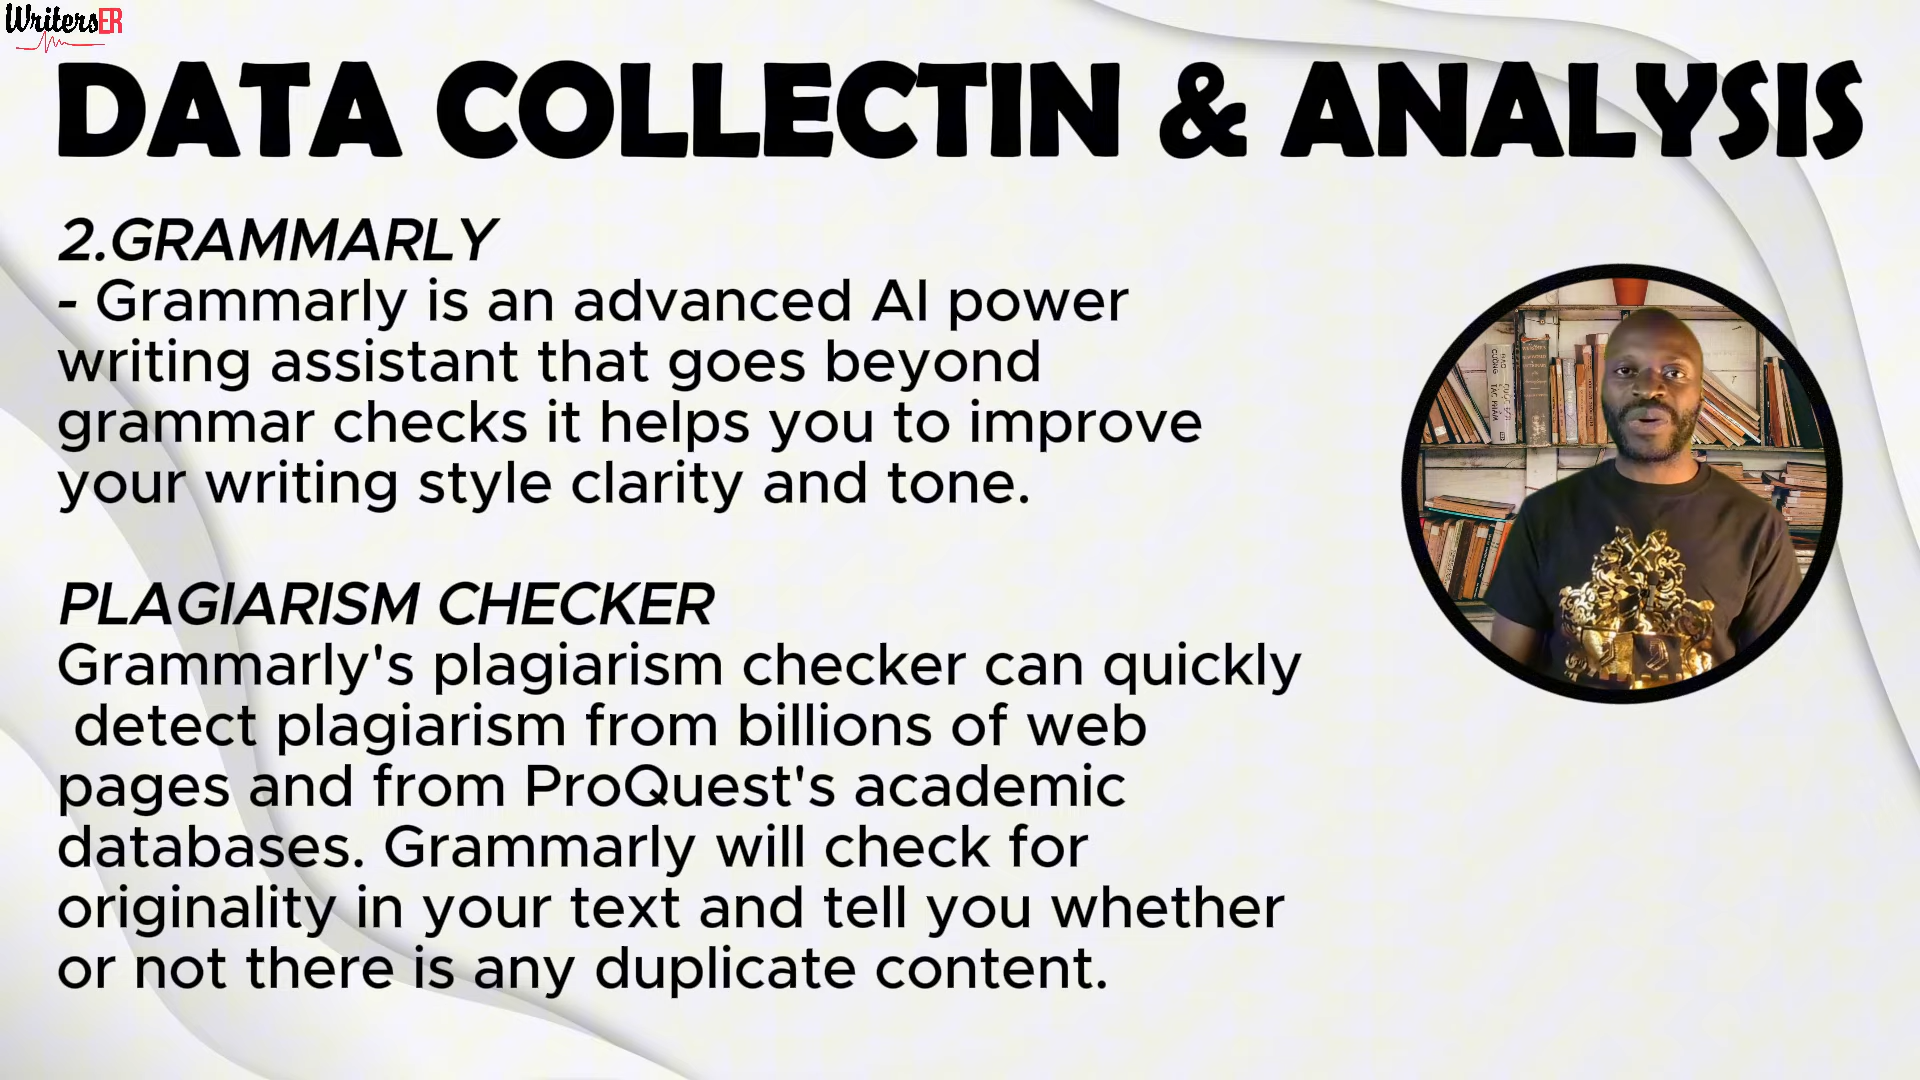 WritersER
DATA COLLECTIN & ANALYSIS
2.GRAMMARLY
- Grammarly is an advanced AI power
writing assistant that goes beyond
grammar checks it helps you to improve
your writing style clarity and tone.
PLAGIARISM CHECKER
Grammarly's plagiarism checker can quickly
detect plagiarism from billions of web
pages and from ProQuest's academic
databases. Grammarly will check for
originality in your text and tell you whether
or not there is any duplicate content.